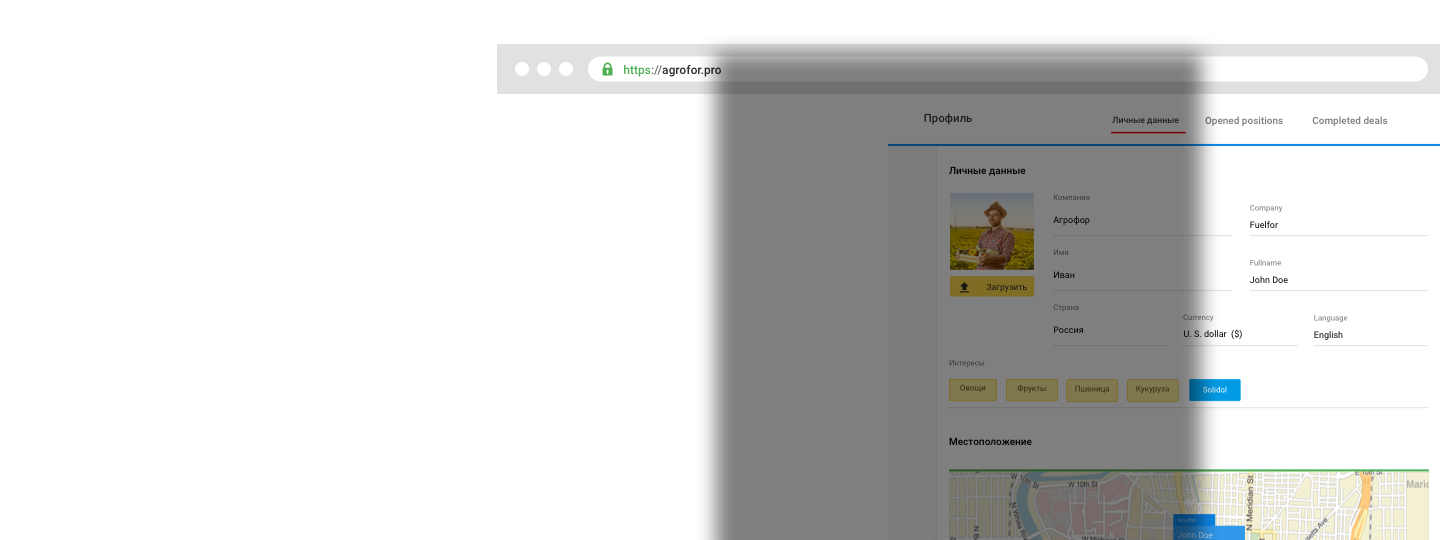 https://agrofor.pro
Профиль
Личные данные
Opened positions
Completed deals
Личные данные
Компания
Агрофор
Company
Fuelfor
Имя
Иван
Fullname
John Doe
Загрузить
Страна
Россия
Currency
U. S. dollar ($)
Language
English
Интересы
Овощи
Фрукты
Пшеница
Кукуруза
Solidol
Местоположение
W 10th St
W 10th St
E 10th St
N Meridian St
John Doe